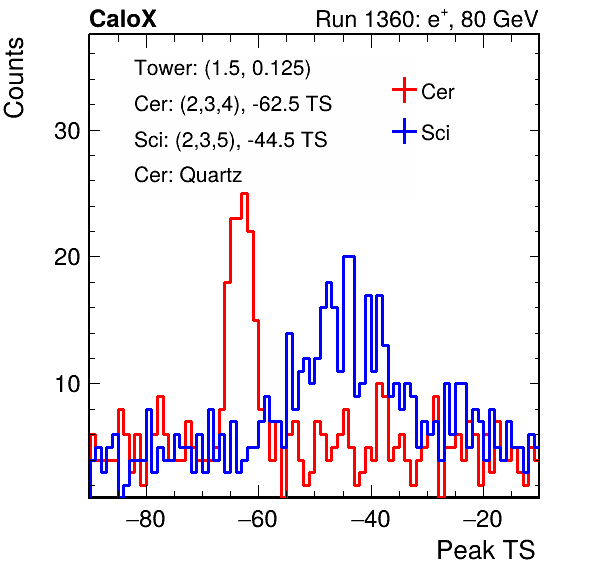 CaloX Run 1360: e⁺, 80 GeV
Counts
Tower: (1.5, 0.125)
Cer: (2,3,4), -62.5 TS
Sci: (2,3,5), -44.5 TS
Cer: Quartz
Cer
Sci
30
20
10
−80 −60 −40 −20
Peak TS